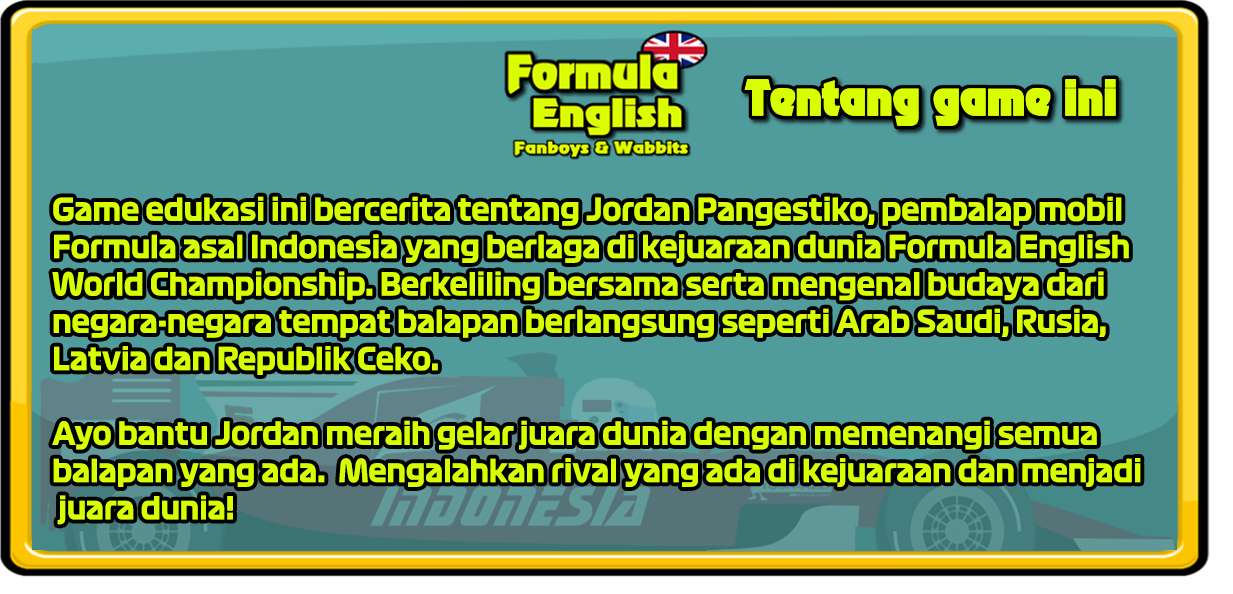 Formula
English
Fanboys & Wabbits
Tentang game ini
Game edukasi ini bercerita tentang Jordan Pangestiko, pembalap mobil
Formula asal Indonesia yang berlaga di kejuaraan dunia Formula English
World Championship. Berkeliling bersama serta mengenal budaya dari
negara-negara tempat balapan berlangsung seperti Arab Saudi, Rusia,
Latvia dan Republik Ceko.
Ayo bantu Jordan meraih gelar juara dunia dengan memenangi semua
balapan yang ada. Mengalahkan rival yang ada di kejuaraan dan menjadi
juara dunia!
INDONESIA